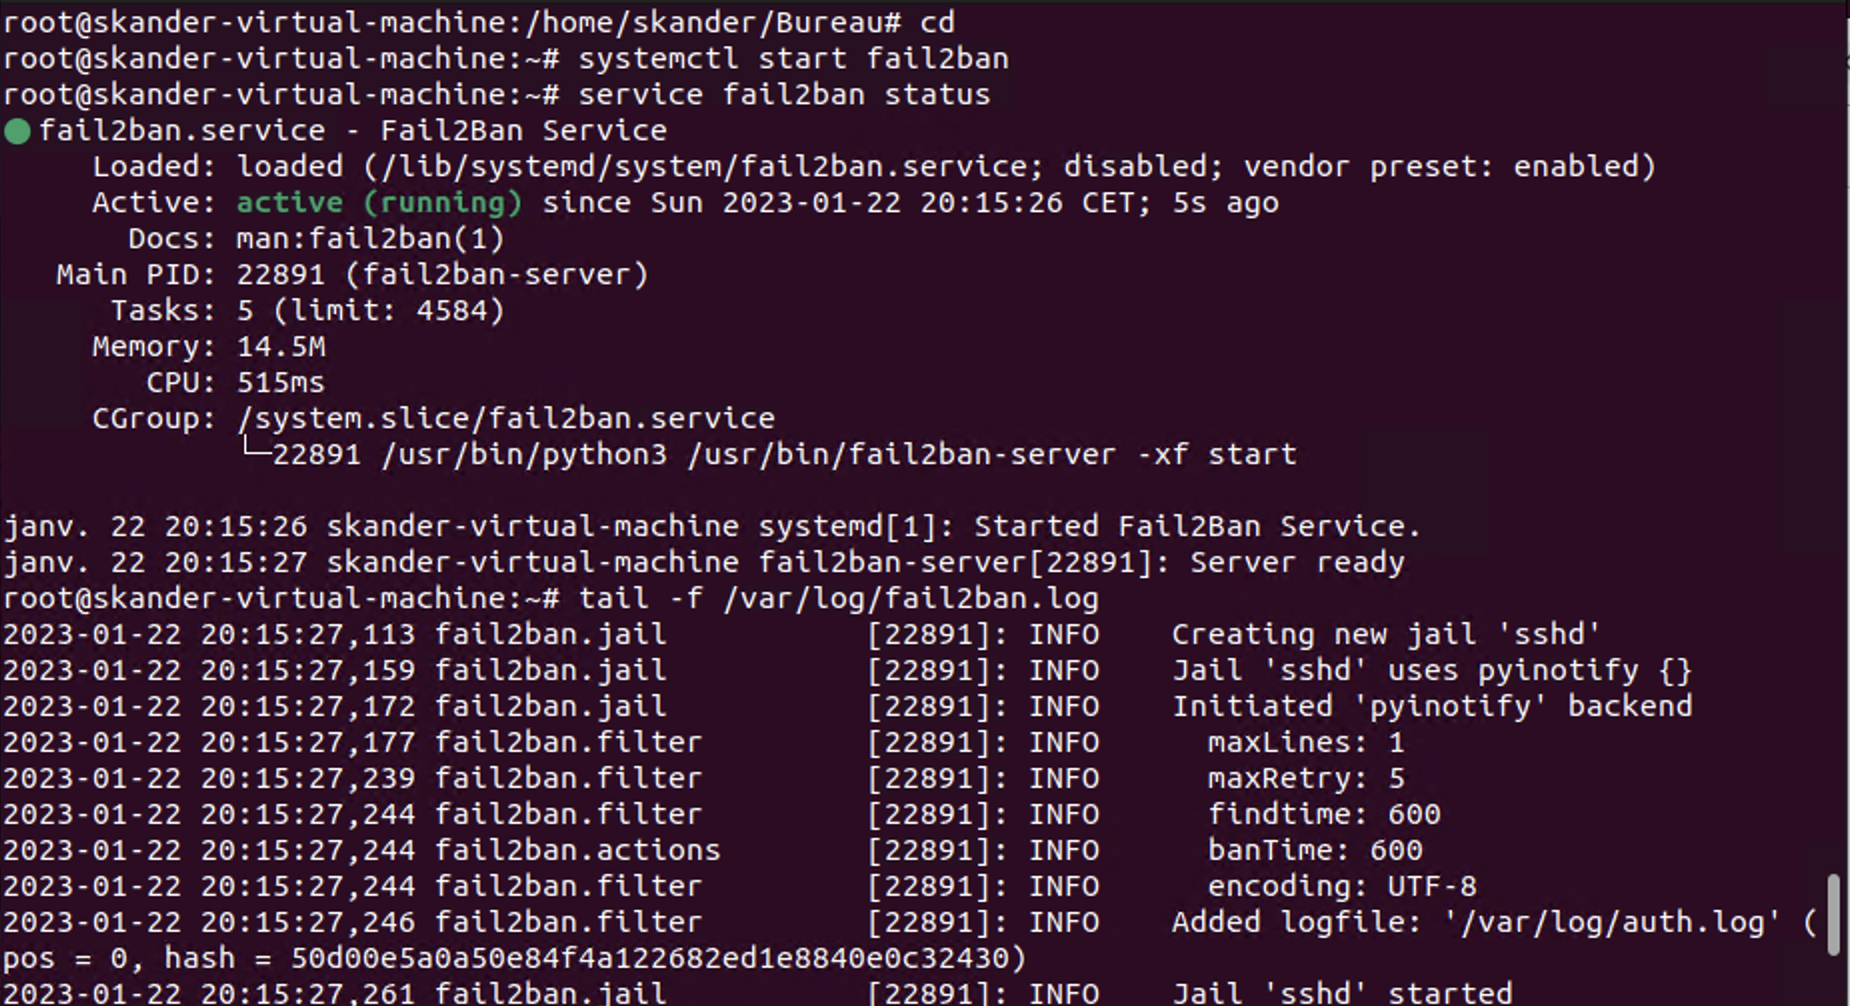 root@skander-virtual-machine:/home/skander/Bureau# cd
root@skander-virtual-machine:~# systemctl start fail2ban
root@skander-virtual-machine:~# service fail2ban status
● fail2ban.service - Fail2Ban Service
     Loaded: loaded (/lib/systemd/system/fail2ban.service; disabled; vendor preset: enabled)
     Active: active (running) since Sun 2023-01-22 20:15:26 CET; 5s ago
       Docs: man:fail2ban(1)
   Main PID: 22891 (fail2ban-server)
      Tasks: 5 (limit: 4584)
     Memory: 14.5M
        CPU: 515ms
     CGroup: /system.slice/fail2ban.service
             └─22891 /usr/bin/python3 /usr/bin/fail2ban-server -xf start

janv. 22 20:15:26 skander-virtual-machine systemd[1]: Started Fail2Ban Service.
janv. 22 20:15:27 skander-virtual-machine fail2ban-server[22891]: Server ready
root@skander-virtual-machine:~# tail -f /var/log/fail2ban.log
2023-01-22 20:15:27,113 fail2ban.jail           [22891]: INFO    Creating new jail 'sshd'
2023-01-22 20:15:27,159 fail2ban.jail           [22891]: INFO    Jail 'sshd' uses pyinotify {}
2023-01-22 20:15:27,172 fail2ban.jail           [22891]: INFO    Initiated 'pyinotify' backend
2023-01-22 20:15:27,177 fail2ban.filter         [22891]: INFO      maxLines: 1
2023-01-22 20:15:27,239 fail2ban.filter         [22891]: INFO      maxRetry: 5
2023-01-22 20:15:27,244 fail2ban.filter         [22891]: INFO      findtime: 600
2023-01-22 20:15:27,244 fail2ban.actions        [22891]: INFO      banTime: 600
2023-01-22 20:15:27,244 fail2ban.filter         [22891]: INFO      encoding: UTF-8
2023-01-22 20:15:27,246 fail2ban.filter         [22891]: INFO    Added logfile: '/var/log/auth.log' (
pos = 0, hash = 50d00e5a0a50e84f4a122682ed1e8840e0c32430)
2023-01-22 20:15:27,261 fail2ban.jail           [22891]: INFO    Jail 'sshd' started